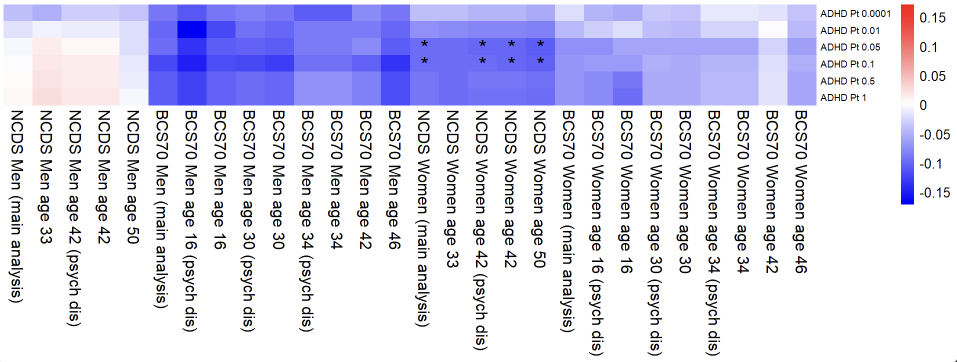 ADHD Pt 0.0001
ADHD Pt 0.01
ADHD Pt 0.05
ADHD Pt 0.1
ADHD Pt 0.5
ADHD Pt 1
* * * *
* * * *
0.15
0.1
0.05
0
-0.05
-0.1
-0.15
NCDS Men (main analysis)
NCDS Men age 33
NCDS Men age 42 (psych dis)
NCDS Men age 42
NCDS Men age 50
BCS70 Men (main analysis)
BCS70 Men age 16 (psych dis)
BCS70 Men age 16
BCS70 Men age 30 (psych dis)
BCS70 Men age 30
BCS70 Men age 34 (psych dis)
BCS70 Men age 34
BCS70 Men age 42
BCS70 Men age 46
NCDS Women (main analysis)
NCDS Women age 33
NCDS Women age 42 (psych dis)
NCDS Women age 42
NCDS Women age 50
BCS70 Women (main analysis)
BCS70 Women age 16 (psych dis)
BCS70 Women age 16
BCS70 Women age 30 (psych dis)
BCS70 Women age 30
BCS70 Women age 34 (psych dis)
BCS70 Women age 34
BCS70 Women age 42
BCS70 Women age 46